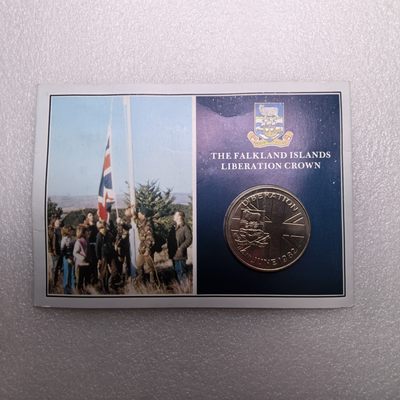 THE FALKLAND ISLANDS
LIBERATION CROWN
LIBERATION
JUNE 1982